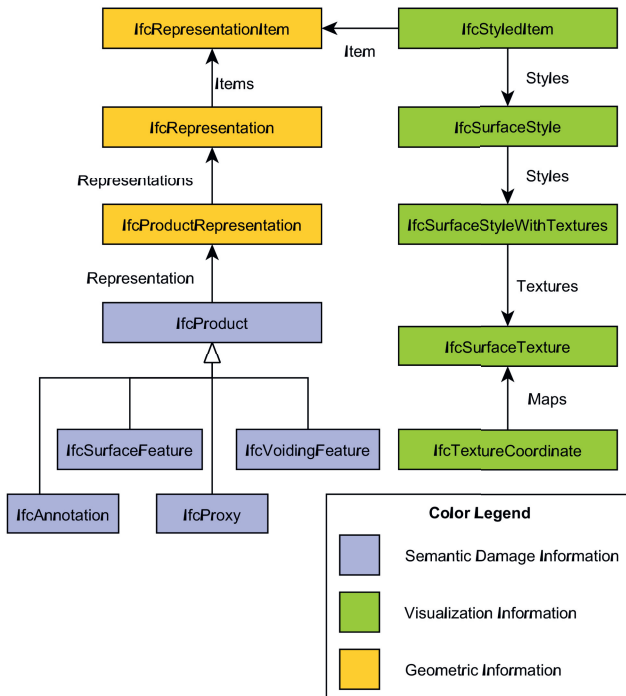 IfcRepresentationItem
IfcStyledItem
Item
Items
Styles
IfcRepresentation
IfcSurfaceStyle
Representations
Styles
IfcProductRepresentation
IfcSurfaceStyleWithTextures
Representation
Textures
IfcProduct
IfcSurfaceTexture
Maps
IfcSurfaceFeature
IfcVoidingFeature
IfcTextureCoordinate
IfcAnnotation
IfcProxy
Color Legend
Semantic Damage Information
Visualization Information
Geometric Information